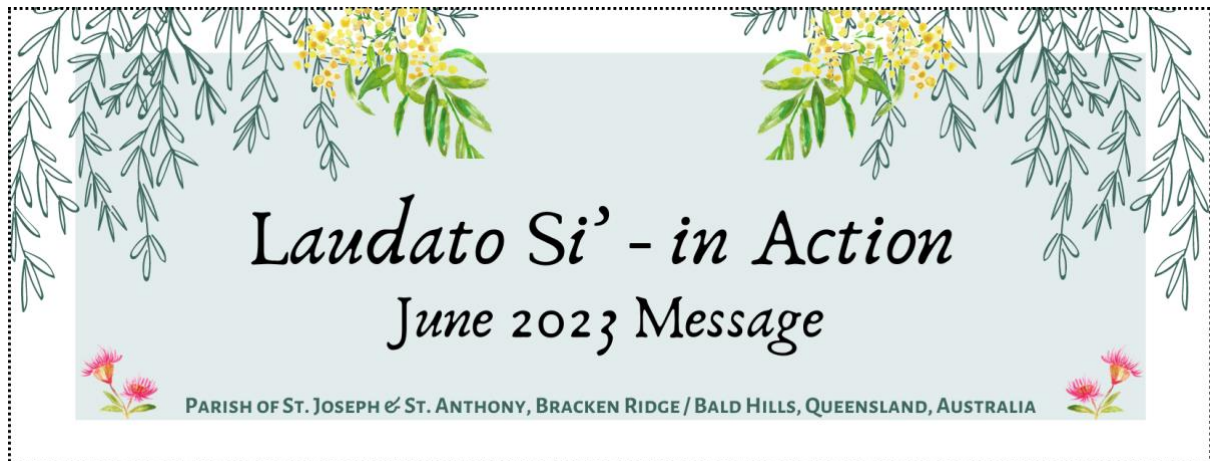 Laudato Si’ - in Action
June 2023 Message
Parish of St. Joseph & St. Anthony, Bracken Ridge / Bald Hills, Queensland, Australia